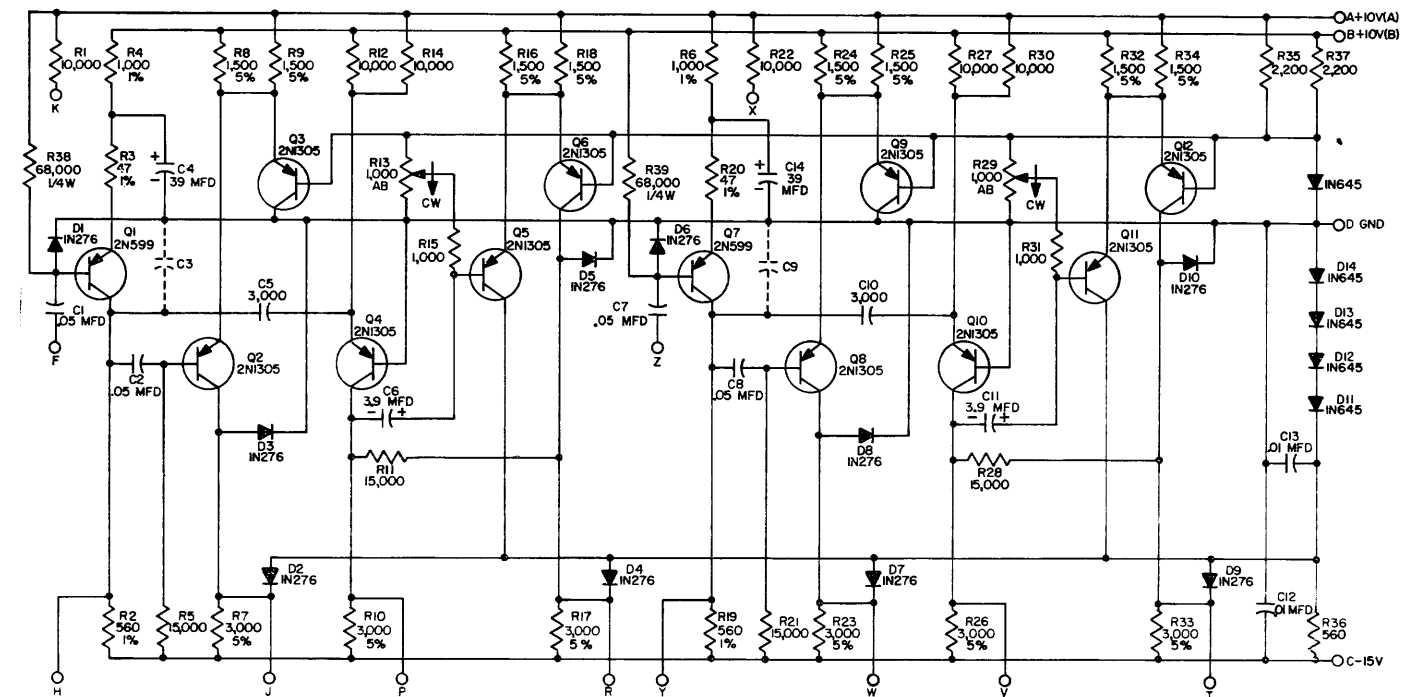 A+10V(A)
B+10V(B)
R1
10,000
R4
1,000
1%
R8
1,500
5%
R9
1,500
5%
R12
10,000
R14
10,000
R16
1,500
5%
R18
1,500
5%
R6
1,000
1%
R22
10,000
R24
1,500
5%
R25
1,500
5%
R27
10,000
R30
10,000
R32
1,500
5%
R34
1,500
5%
R35
2,200
R37
2,200
K
X
R38
68,000
1/4W
R3
47
1%
C4
39 MFD
+
-
Q3
2N1305
R13
1,000
AB
CW
Q6
2N1305
R39
68,000
1/4W
R20
47
1%
C14
39
MFD
+
-
Q9
2N1305
R29
1,000
AB
CW
Q12
2N1305
IN645
D GND
D1
IN276
Q1
2N599
C3
R15
1,000
Q5
2N1305
D5
IN276
D6
IN276
Q7
2N599
C9
R31
1,000
Q11
2N1305
D10
IN276
D14
IN645
D13
IN645
D12
IN645
D11
IN645
C1
.05 MFD
F
C5
3,000
C7
.05 MFD
Z
C10
3,000
Q4
2N1305
Q10
2N1305
C2
.05 MFD
Q2
2N1305
C6
3.9 MFD
- +
C8
.05 MFD
Q8
2N1305
C11
3.9 MFD
- +
D3
IN276
R11
15,000
D8
IN276
R28
15,000
C13
.01 MFD
D2
IN276
D4
IN276
D7
IN276
D9
IN276
C12
.01 MFD
R2
560
1%
R5
15,000
R7
3,000
5%
R10
3,000
5%
R17
3,000
5%
R19
560
1%
R21
15,000
R23
3,000
5%
R26
3,000
5%
R33
3,000
5%
R36
560
C-15V
H
J
P
R
Y
W
V
T